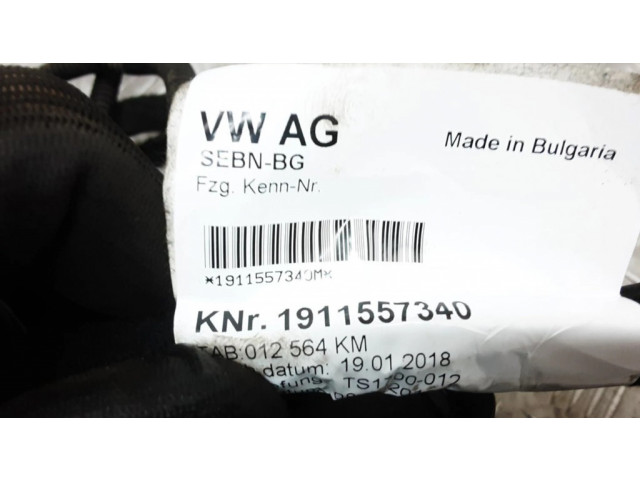 VW AG
Made in Bulgaria
SEBN-BG
Fzg. Kenn-Nr.
*1911557340M*
KNr. 1911557340
TAB:012 564 KM
datum: 19.01.2018